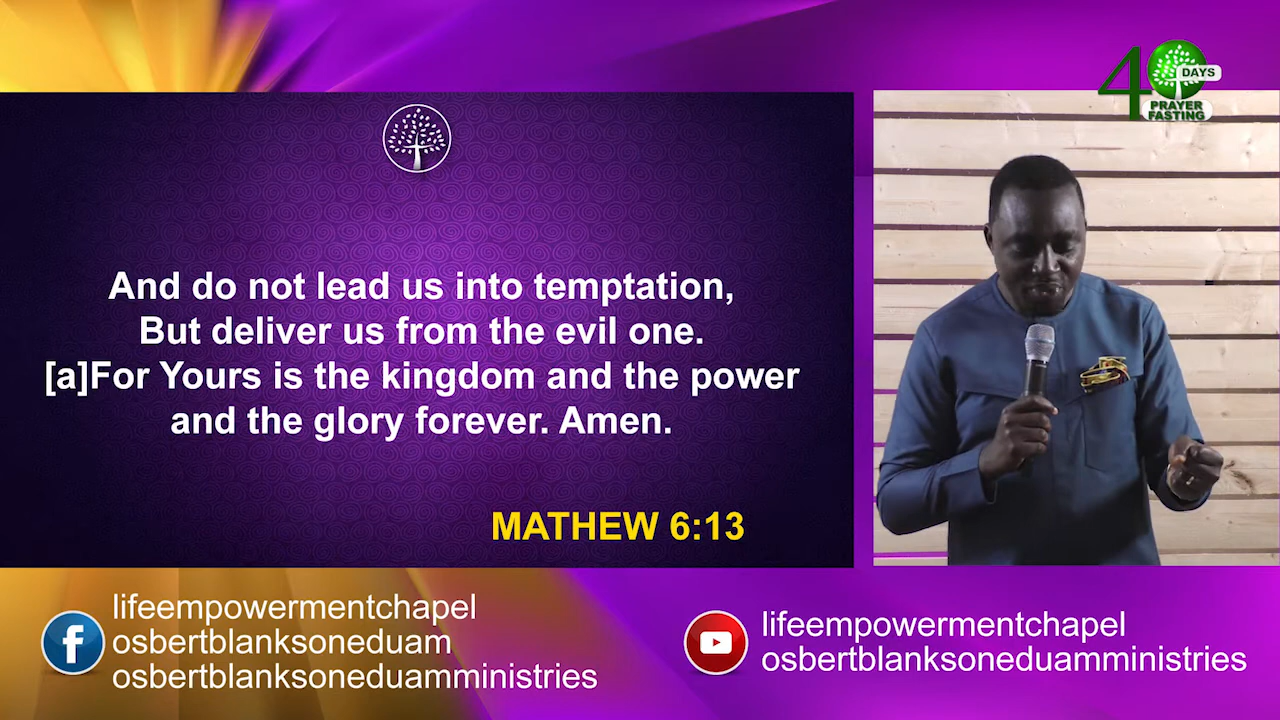 40 DAYS
PRAYER
FASTING
And do not lead us into temptation,
But deliver us from the evil one.
[a]For Yours is the kingdom and the power
and the glory forever. Amen.
MATHEW 6:13
lifeempowermentchapel
osbertblanksoneduam
osbertblanksoneduamministries
lifeempowermentchapel
osbertblanksoneduamministries